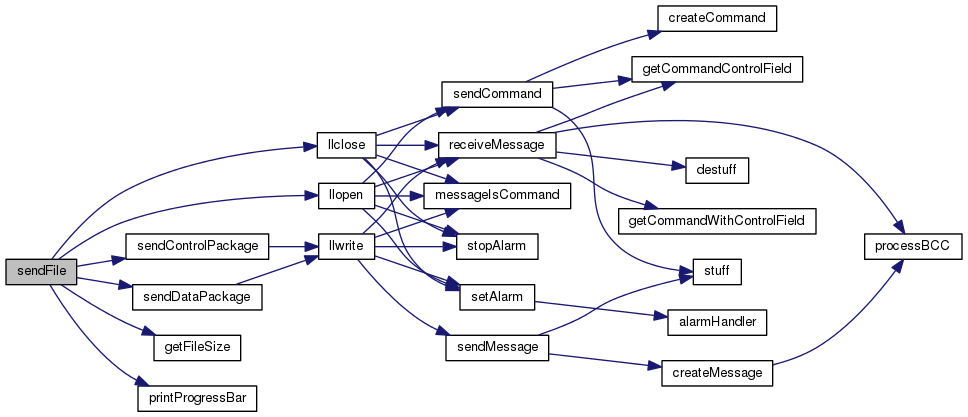 createCommand
getCommandControlField
sendCommand
llclose
receiveMessage
destuff
llopen
messageIsCommand
getCommandWithControlField
sendControlPackage
llwrite
stopAlarm
processBCC
sendFile
stuff
sendDataPackage
setAlarm
alarmHandler
getFileSize
sendMessage
createMessage
printProgressBar